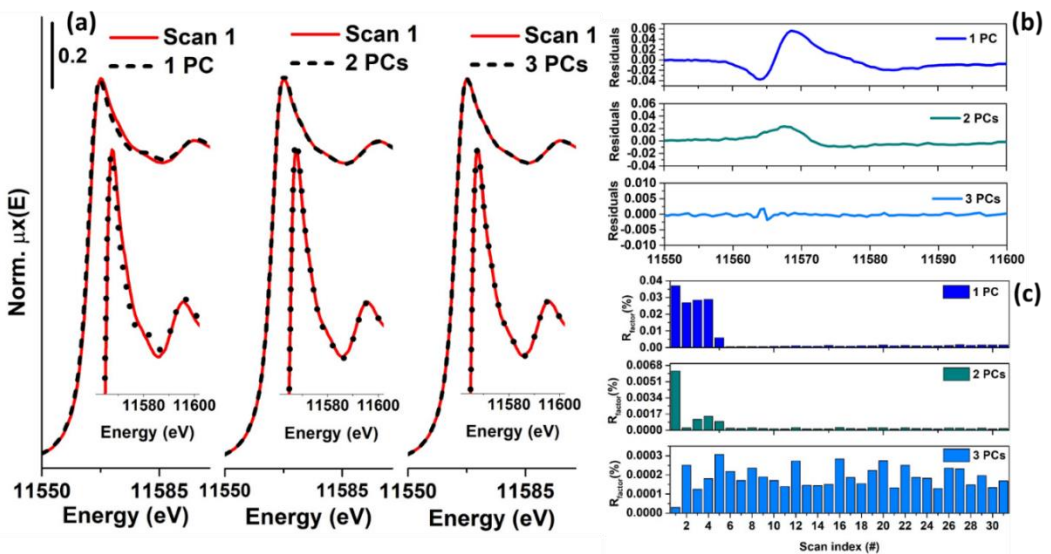 (a)
0.2
Scan 1
1 PC
Scan 1
2 PCs
Scan 1
3 PCs
Norm. μx(E)
11580 11600
Energy (eV)
11580 11600
Energy (eV)
11580 11600
Energy (eV)
11550 11585
Energy (eV)
11550 11585
Energy (eV)
11550 11585
Energy (eV)
(b)
0.06
0.04
0.02
0.00
-0.02
-0.04
Residuals
1 PC
0.06
0.04
0.02
0.00
-0.02
-0.04
Residuals
2 PCs
0.010
0.005
0.000
-0.005
-0.010
Residuals
3 PCs
11550 11560 11570 11580 11590 11600
(c)
0.04
0.03
0.02
0.01
0.00
Rfactor(%)
1 PC
0.0068
0.0051
0.0034
0.0017
0.0000
Rfactor(%)
2 PCs
0.0003
0.0002
0.0001
0.0000
Rfactor(%)
3 PCs
2 4 6 8 10 12 14 16 18 20 22 24 26 28 30
Scan index (#)